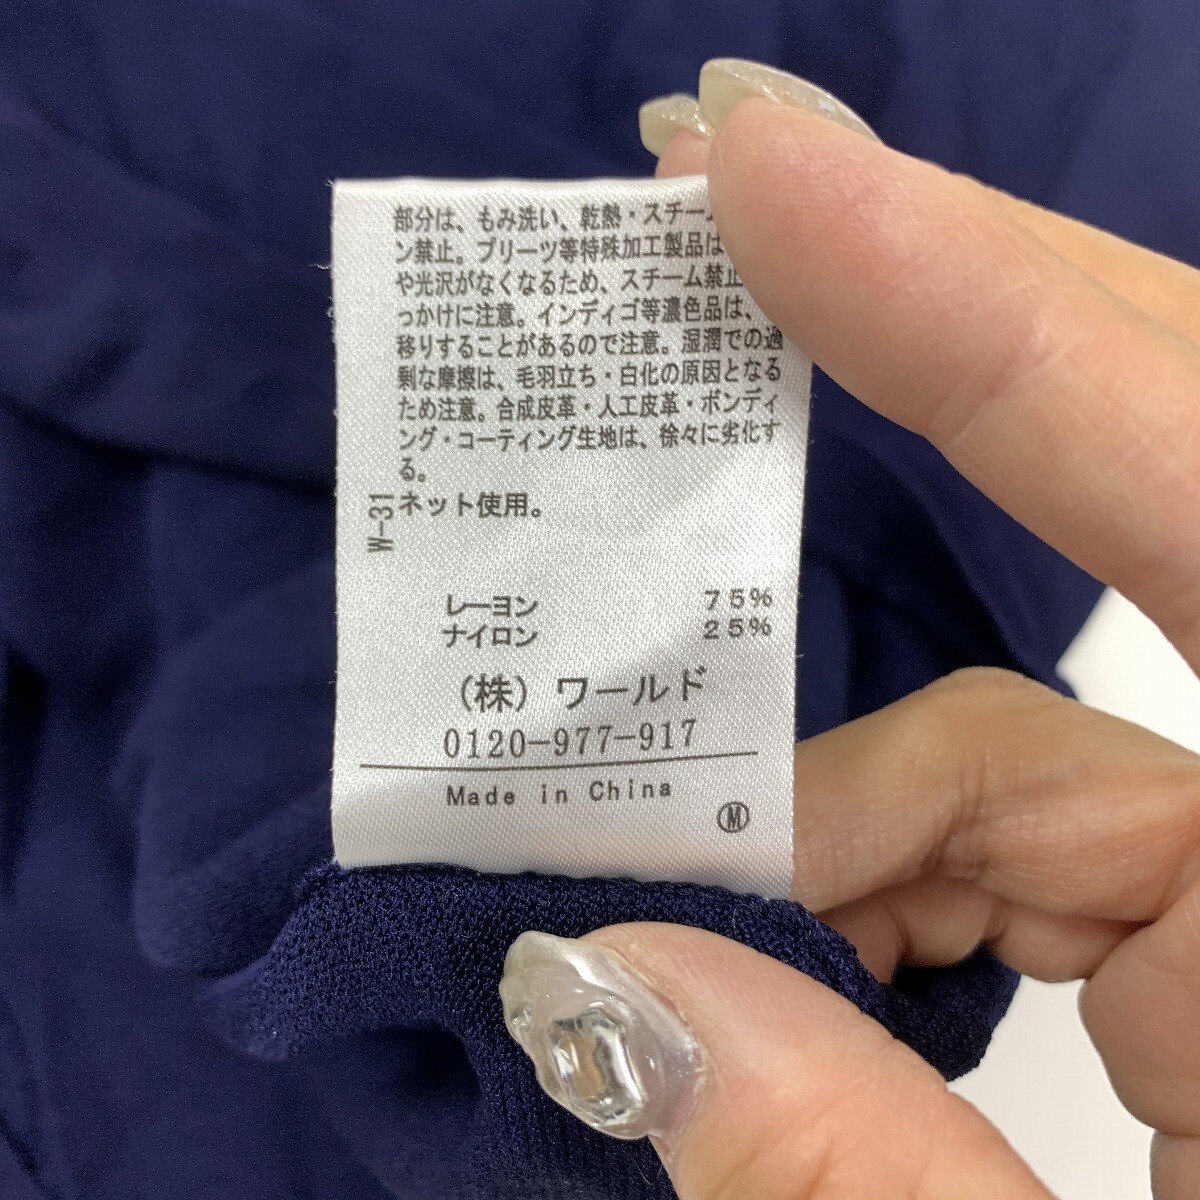 部分は、もみ洗い、乾熱・スチーム
ン禁止。プリーツ等特殊加工製品は
や光沢がなくなるため、スチーム禁止
っかけに注意。インディゴ等濃色品は、
移りすることがあるので注意。湿潤での過
剰な摩擦は、毛羽立ち・白化の原因となる
ため注意。合成皮革・人工皮革・ボンディ
ング・コーティング生地は、徐々に劣化す
る。
ネット使用。
W-31
レーヨン 75%
ナイロン 25%
(株) ワールド
0120-977-917
Made in China
M